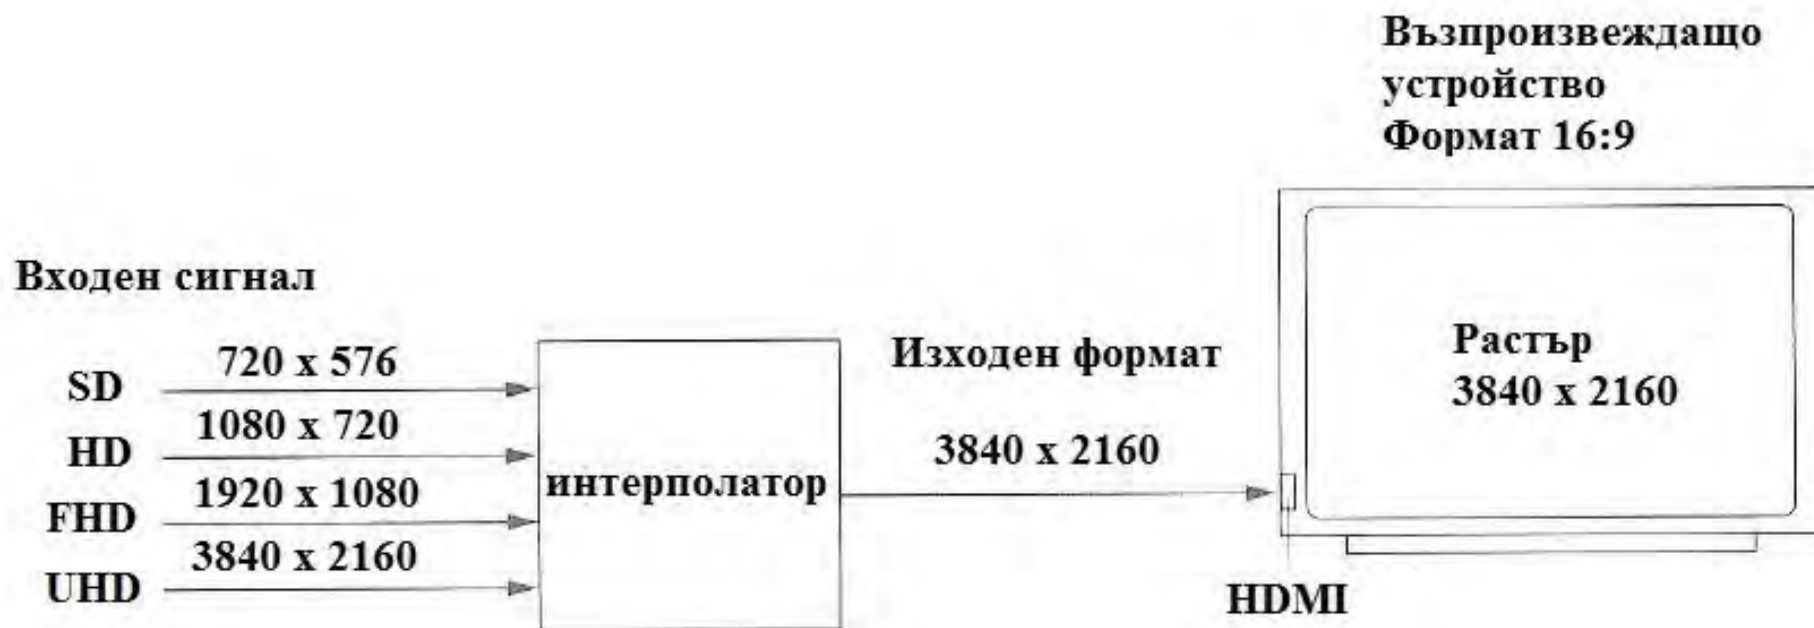 Възпроизвеждащо
устройство
Формат 16:9
Входен сигнал
SD
720 x 576
HD
1080 x 720
FHD
1920 x 1080
UHD
3840 x 2160
интерполатор
Изходен формат
3840 x 2160
Растър
3840 x 2160
HDMI